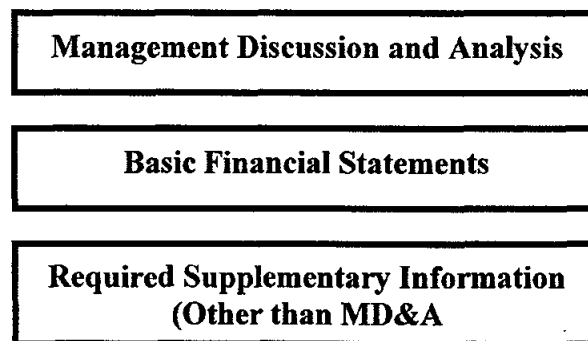 Management Discussion and Analysis
Basic Financial Statements
Required Supplementary Information
(Other than MD&A